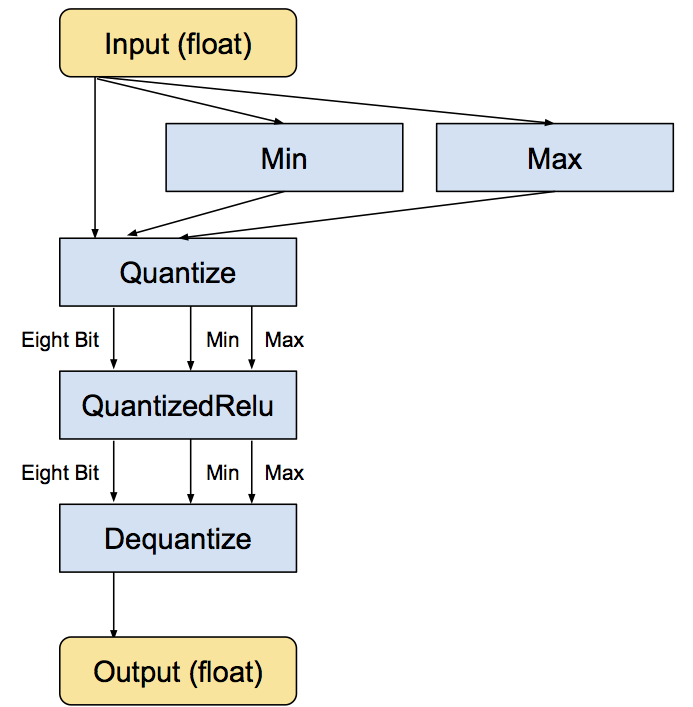 Input (float)
Min
Max
Quantize
Eight Bit
Min
Max
QuantizedRelu
Eight Bit
Min
Max
Dequantize
Output (float)